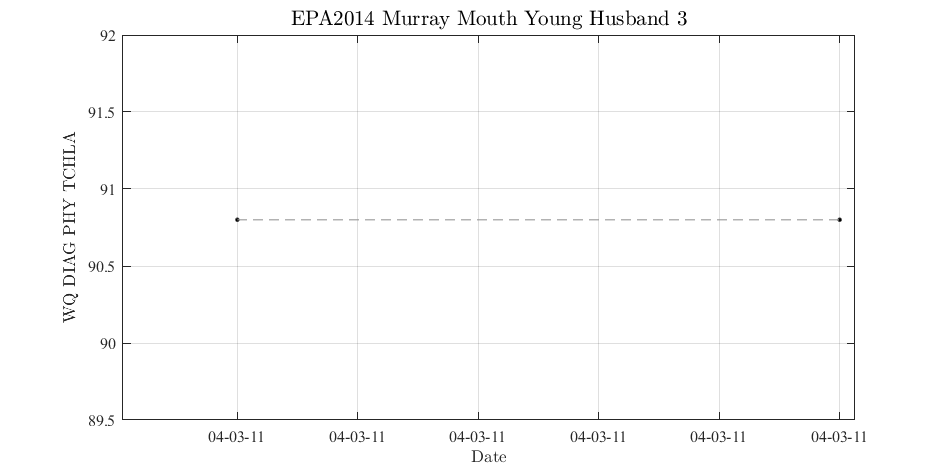 EPA2014 Murray Mouth Young Husband 3
WQ DIAG PHY TCHLA
92
91.5
91
90.5
90
89.5
04-03-11 04-03-11 04-03-11 04-03-11 04-03-11 04-03-11
Date